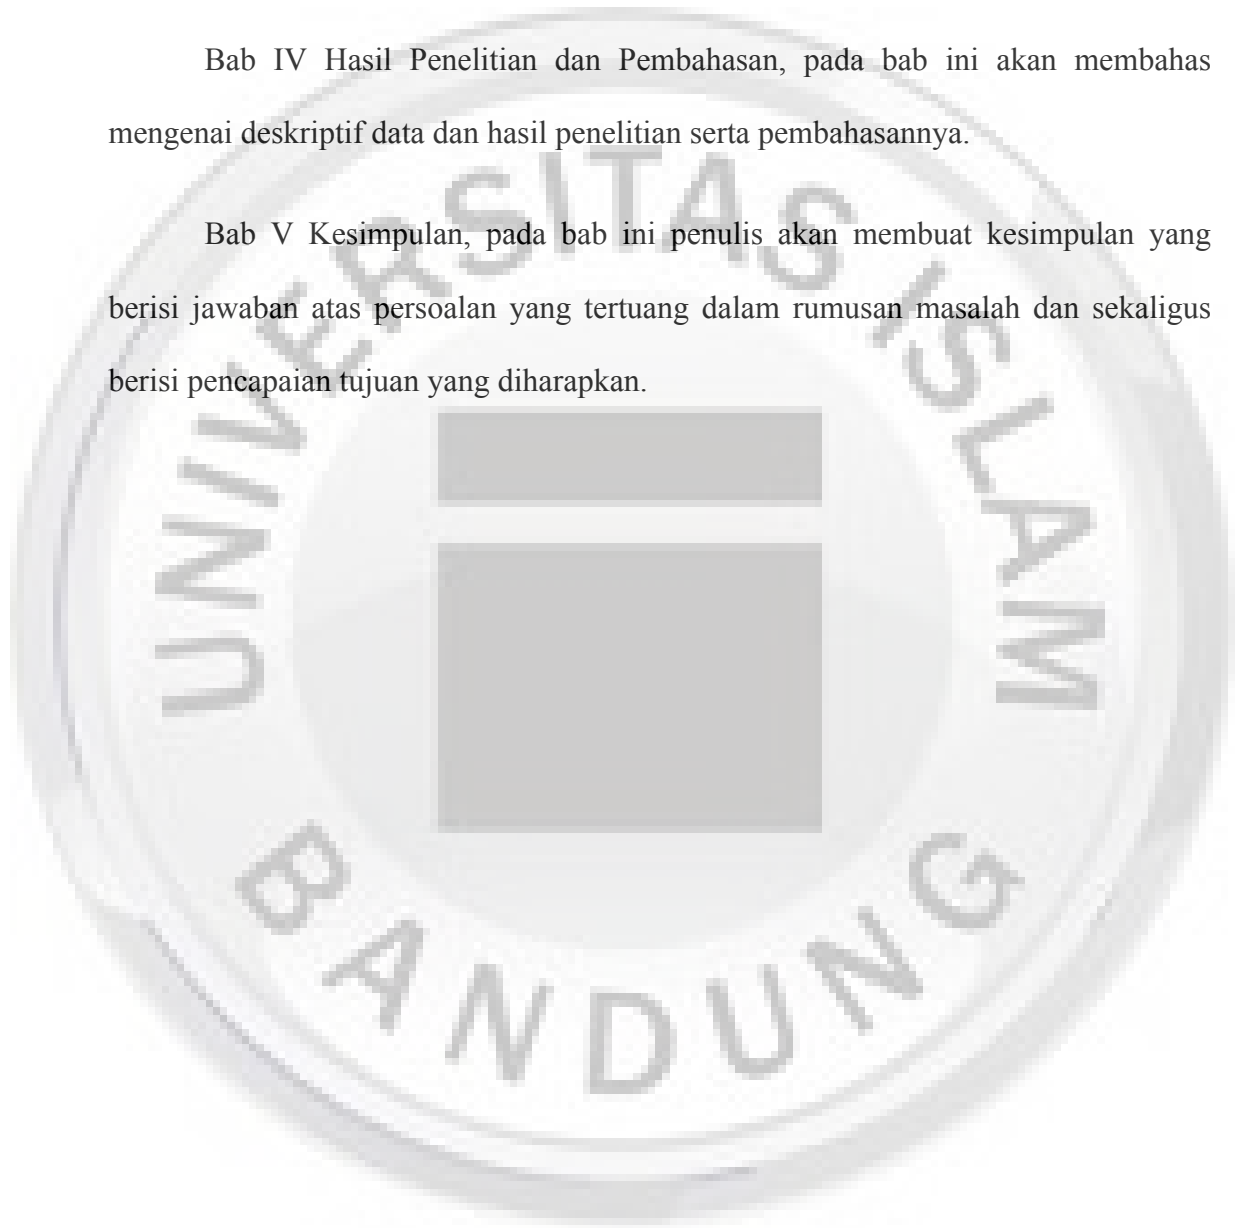 Bab IV Hasil Penelitian dan Pembahasan, pada bab ini akan membahas
mengenai deskriptif data dan hasil penelitian serta pembahasannya.
Bab V Kesimpulan, pada bab ini penulis akan membuat kesimpulan yang
berisi jawaban atas persoalan yang tertuang dalam rumusan masalah dan sekaligus
berisi pencapaian tujuan yang diharapkan.
UNIVERSITAS ISLAM
BANDUNG